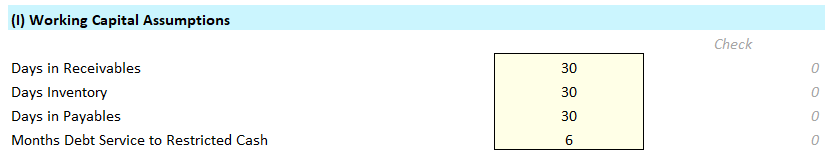 (I) Working Capital Assumptions
Check
Days in Receivables 30 0
Days Inventory 30 0
Days in Payables 30 0
Months Debt Service to Restricted Cash 6 0